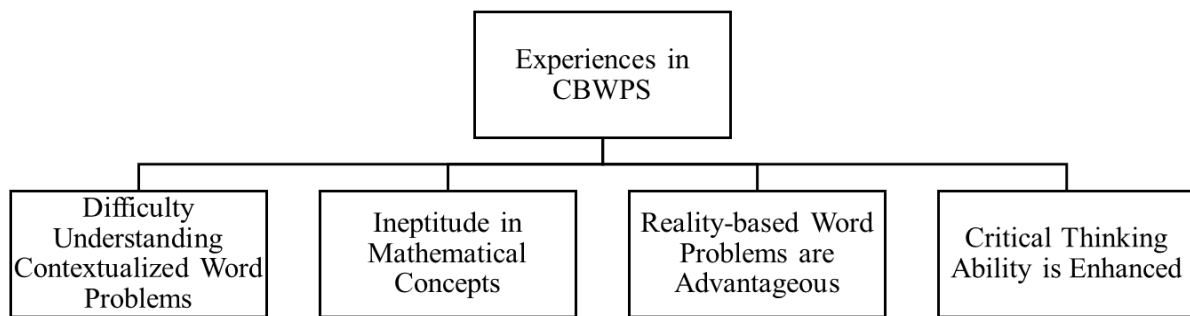 Experiences in
CBWPS
Difficulty
Understanding
Contextualized Word
Problems
Ineptitude in
Mathematical
Concepts
Reality-based Word
Problems are
Advantageous
Critical Thinking
Ability is Enhanced